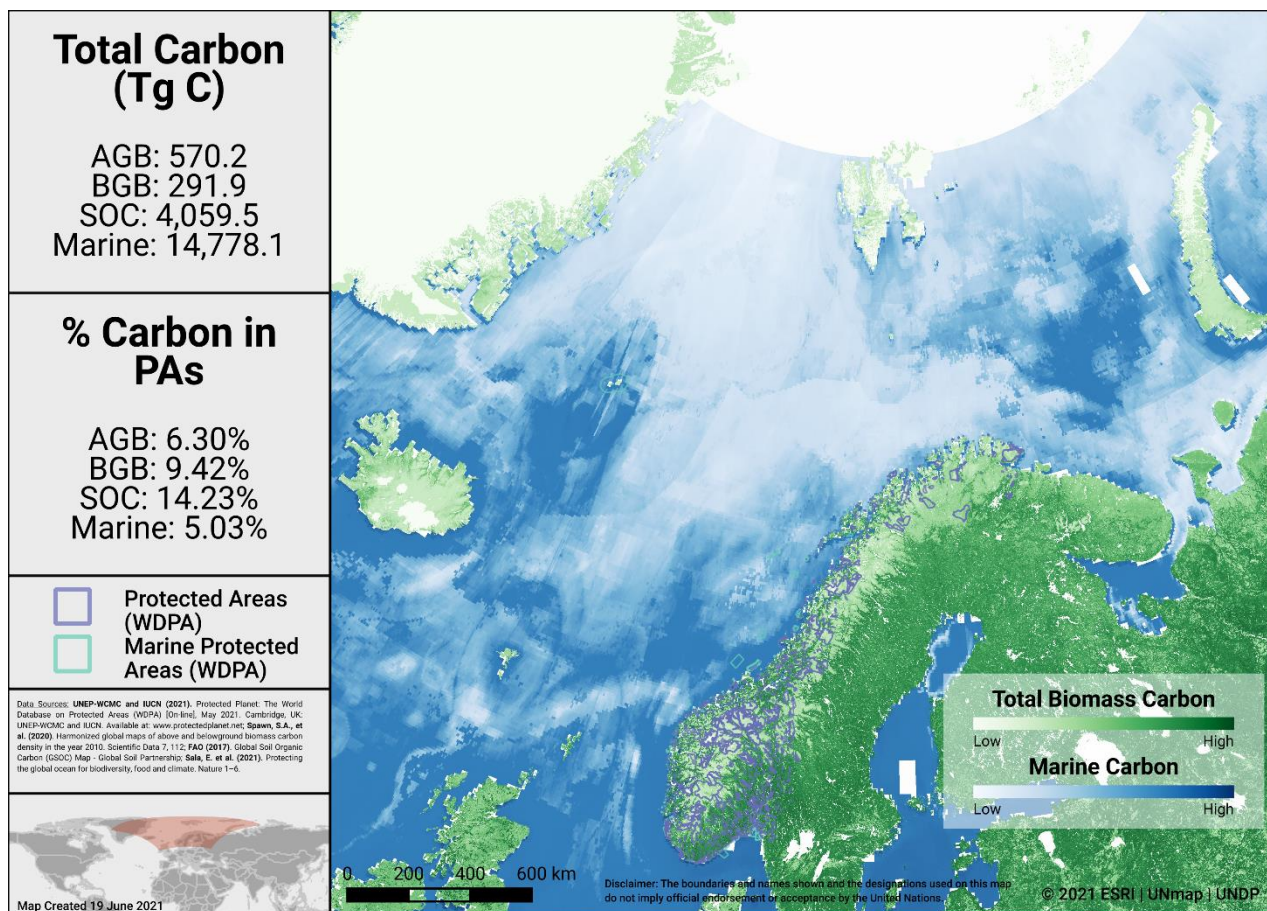 Total Carbon
(Tg C)
AGB: 570.2
BGB: 291.9
SOC: 4,059.5
Marine: 14,778.1
% Carbon in
PAs
AGB: 6.30%
BGB: 9.42%
SOC: 14.23%
Marine: 5.03%
Protected Areas
(WDPA)
Marine Protected
Areas (WDPA)
Data Sources: UNEP-WCMC and IUCN (2021). Protected Planet: The World
Database on Protected Areas (WDPA) [On-line], May 2021. Cambridge, UK:
UNEP-WCMC and IUCN. Available at: www.protectedplanet.net; Spawn, S.A., et
al. (2020). Harmonized global maps of above and belowground biomass carbon
density in the year 2010. Scientific Data 7, 112; FAO (2017). Global Soil Organic
Carbon (GSOC) Map - Global Soil Partnership; Sala, E. et al. (2021). Protecting
the global ocean for biodiversity, food and climate. Nature 1–6.
Map Created 19 June 2021
Total Biomass Carbon
Low High
Marine Carbon
Low High
0 200 400 600 km
Disclaimer: The boundaries and names shown and the designations used on this map
do not imply official endorsement or acceptance by the United Nations.
© 2021 ESRI | UNmap | UNDP